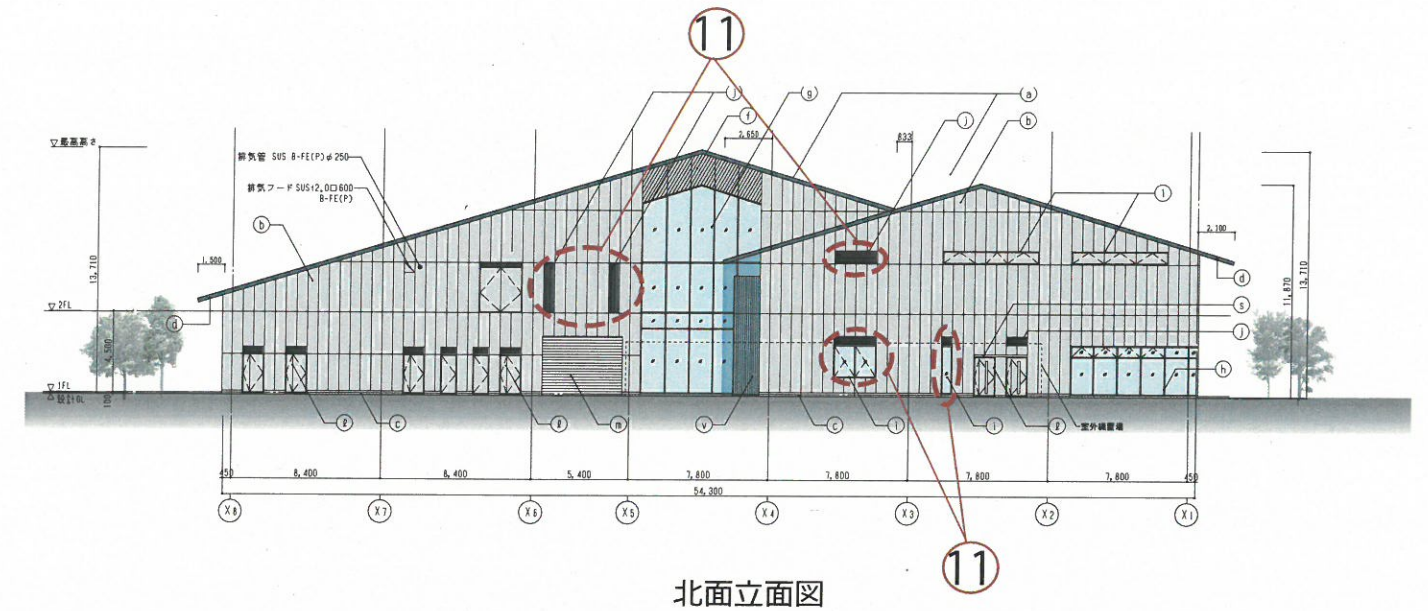 11
j
g
a
f
j
b
2,650
833
▽最高高さ
排気管 SUS B-FE(P)φ250
排気フード SUSt2.0□600
B-FE(P)
b
i
2,100
1,500
13,710
11,870
13,710
d
▽2FL
d
s
j
4,500
h
▽1FL
▽設計GL
100
ℓ
c
ℓ
m
v
c
i
i
ℓ
室外機置場
450
8,400
8,400
5,400
7,800
7,800
7,800
7,800
450
54,300
X8
X7
X6
X5
X4
X3
X2
X1
11
北面立面図